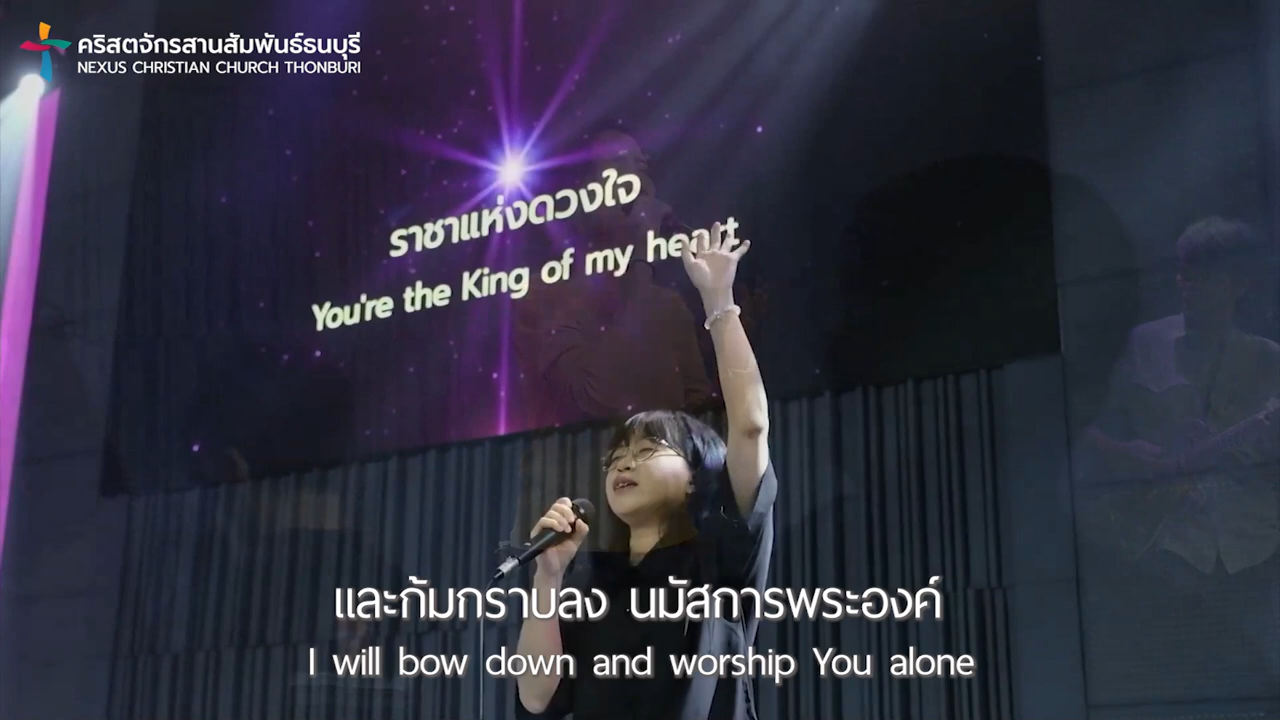 คริสตจักรสานสัมพันธ์ธนบุรี
NEXUS CHRISTIAN CHURCH THONBURI
ราชาแห่งดวงใจ
You're the King of my heart
และก้มกราบลง นมัสการพระองค์
I will bow down and worship You alone